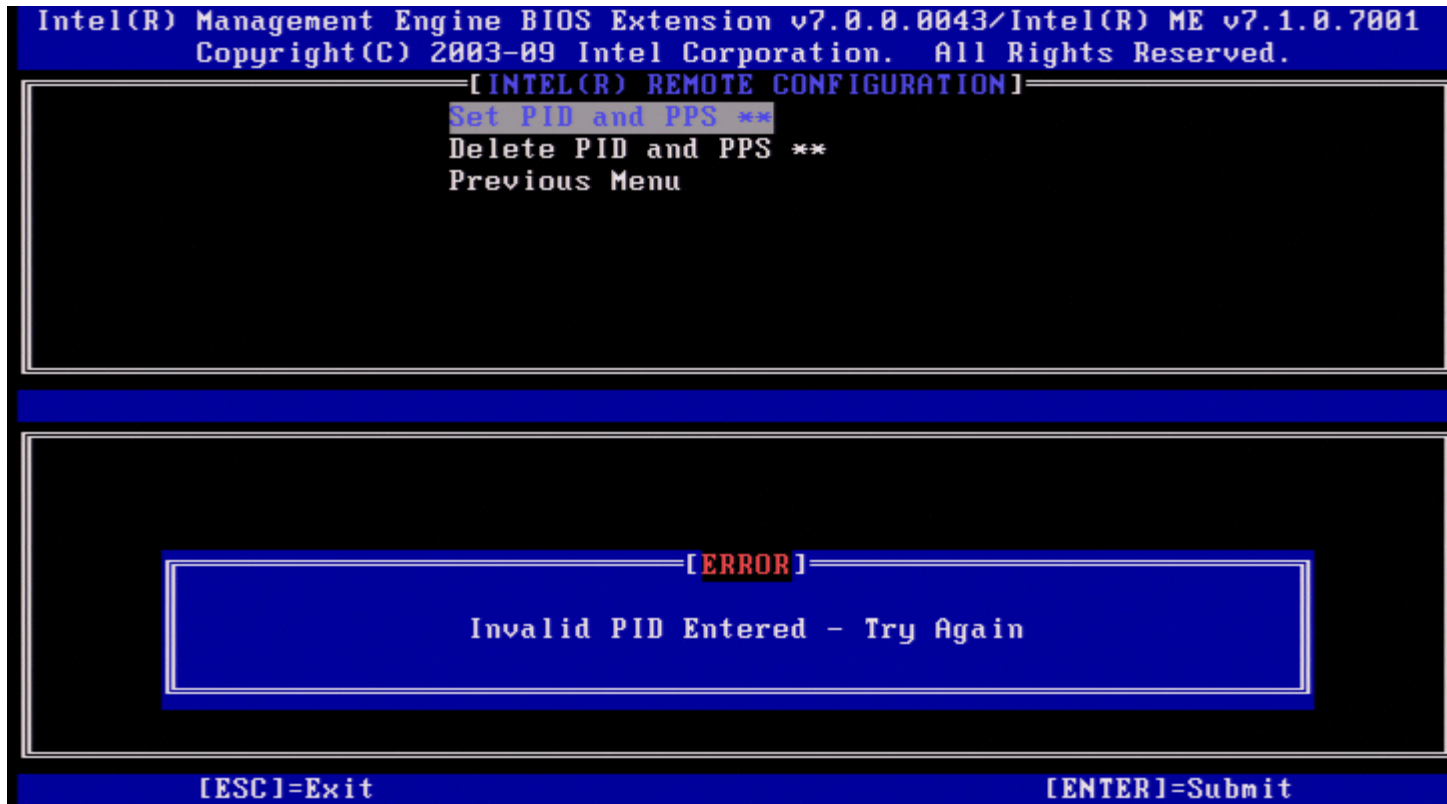 Intel(R) Management Engine BIOS Extension v7.0.0.0043/Intel(R) ME v7.1.0.7001
Copyright(C) 2003-09 Intel Corporation. All Rights Reserved.
[INTEL(R) REMOTE CONFIGURATION]
Set PID and PPS **
Delete PID and PPS **
Previous Menu
[ERROR]
Invalid PID Entered - Try Again
[ESC]=Exit [ENTER]=Submit